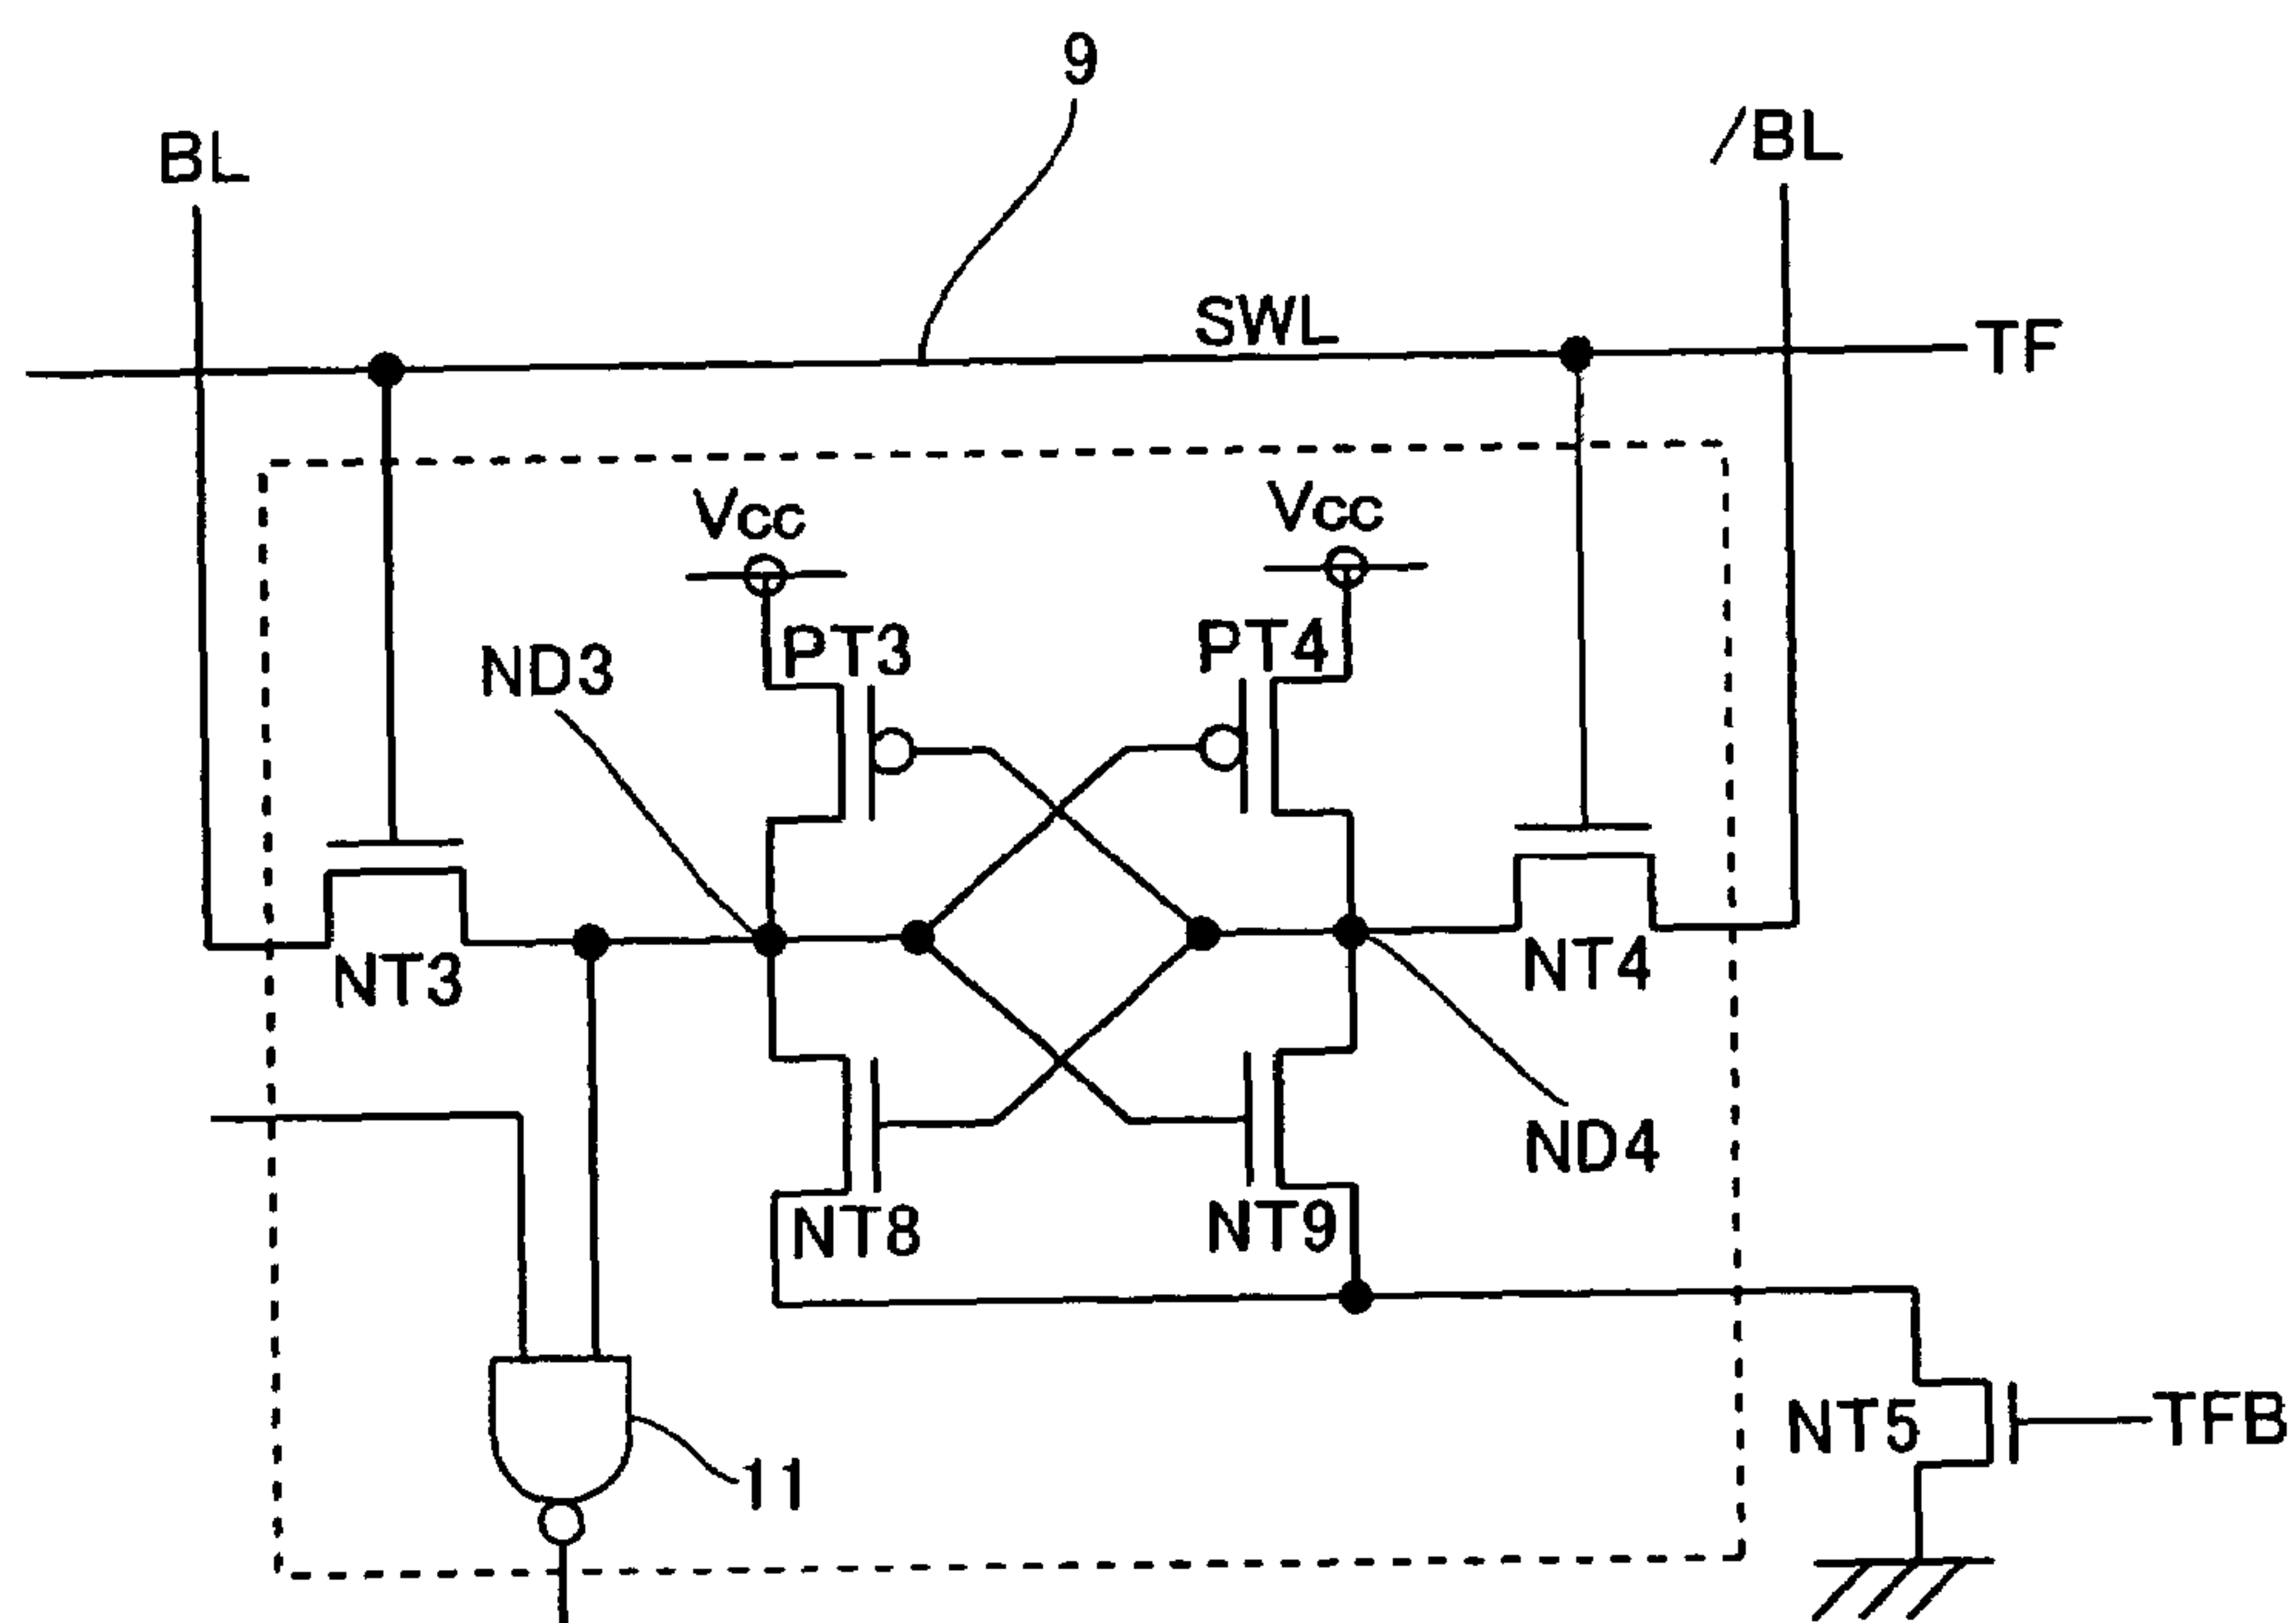 9
BL
/BL
SWL
TF
Vcc
Vcc
PT3
PT4
ND3
NT3
NT4
ND4
NT8
NT9
NT5
TFB
11